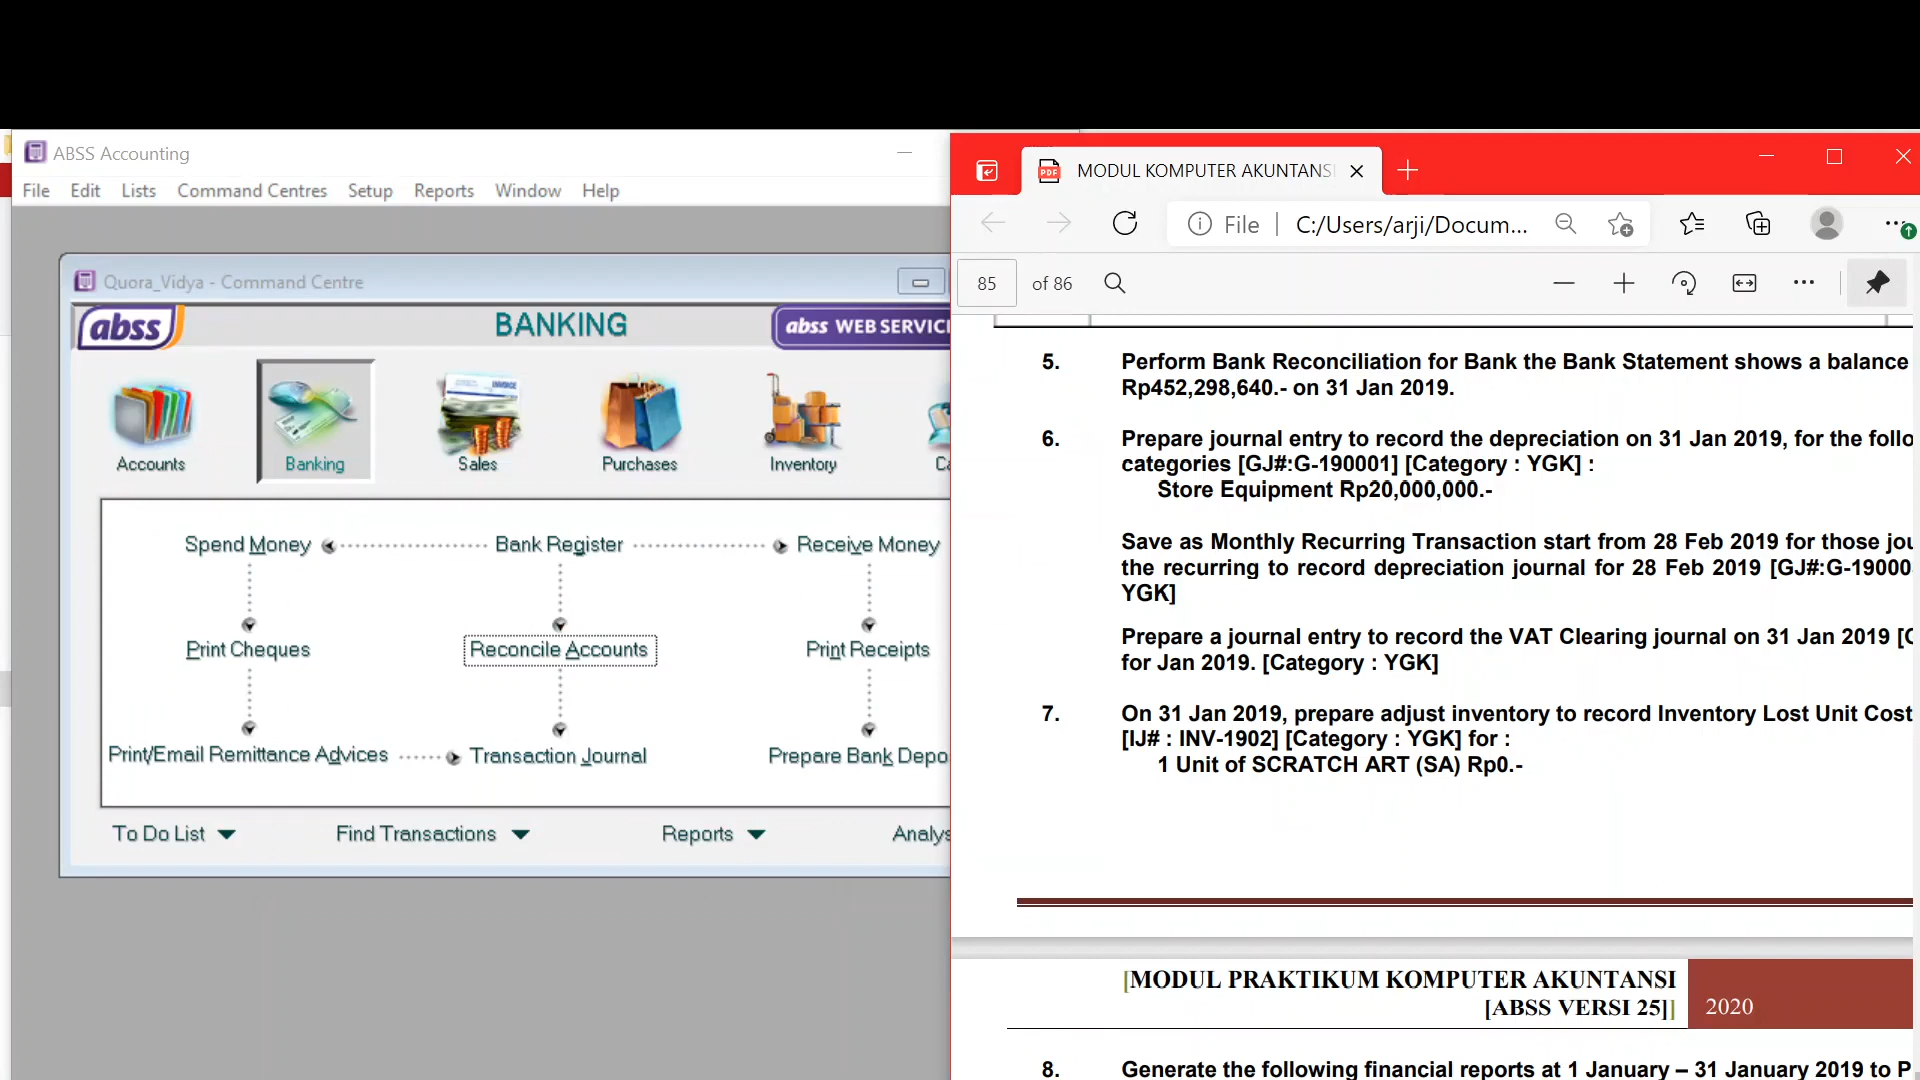 ABSS Accounting
File Edit Lists Command Centres Setup Reports Window Help
Quora_Vidya - Command Centre
abss
BANKING
abss WEB SERVICE
Accounts
Banking
Sales
Purchases
Inventory
Spend Money
Bank Register
Receive Money
Print Cheques
Reconcile Accounts
Print Receipts
Print/Email Remittance Advices
Transaction Journal
Prepare Bank Depo
To Do List
Find Transactions
Reports
Analys
MODUL KOMPUTER AKUNTANS
File C:/Users/arji/Docum...
85 of 86
5. Perform Bank Reconciliation for Bank the Bank Statement shows a balance
Rp452,298,640.- on 31 Jan 2019.
6. Prepare journal entry to record the depreciation on 31 Jan 2019, for the follo
categories [GJ#:G-190001] [Category : YGK] :
Store Equipment Rp20,000,000.-
Save as Monthly Recurring Transaction start from 28 Feb 2019 for those jou
the recurring to record depreciation journal for 28 Feb 2019 [GJ#:G-19000
YGK]
Prepare a journal entry to record the VAT Clearing journal on 31 Jan 2019 [G
for Jan 2019. [Category : YGK]
7. On 31 Jan 2019, prepare adjust inventory to record Inventory Lost Unit Cost
[IJ# : INV-1902] [Category : YGK] for :
1 Unit of SCRATCH ART (SA) Rp0.-
[MODUL PRAKTIKUM KOMPUTER AKUNTANSI
[ABSS VERSI 25]]
2020
8. Generate the following financial reports at 1 January – 31 January 2019 to P